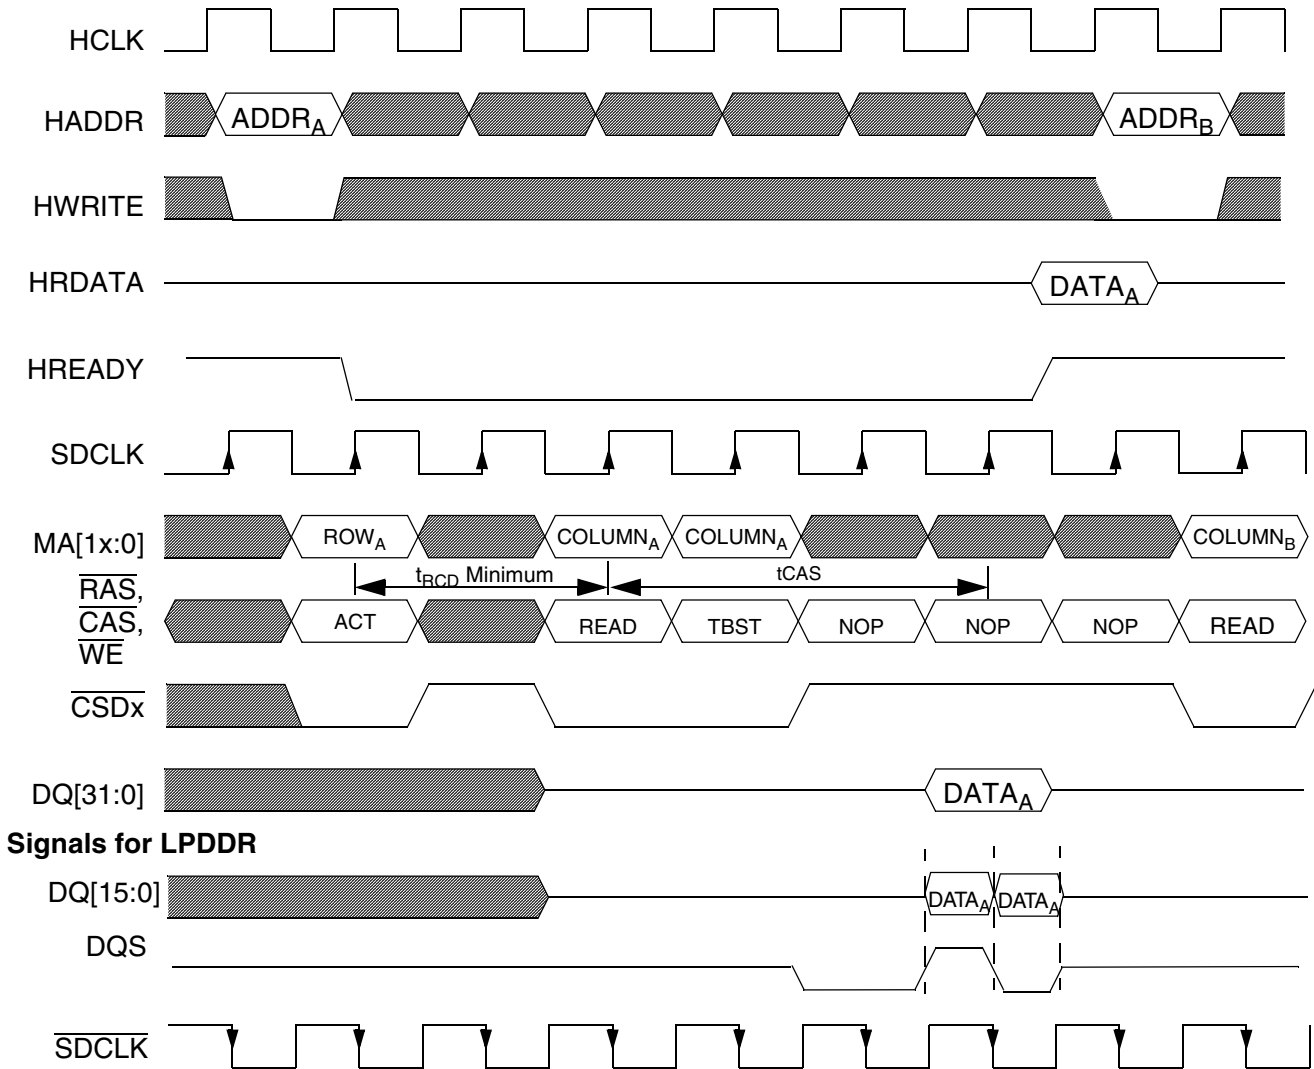 HCLK
HADDR ADDRA ADDRB
HWRITE
HRDATA DATAA
HREADY
SDCLK
MA[1x:0] ROWA COLUMNA COLUMNA COLUMNB
tRCD Minimum tCAS
RAS,
CAS, ACT READ TBST NOP NOP NOP READ
WE
CSDx
DQ[31:0] DATAA
Signals for LPDDR
DQ[15:0] DATAA DATAA
DQS
SDCLK